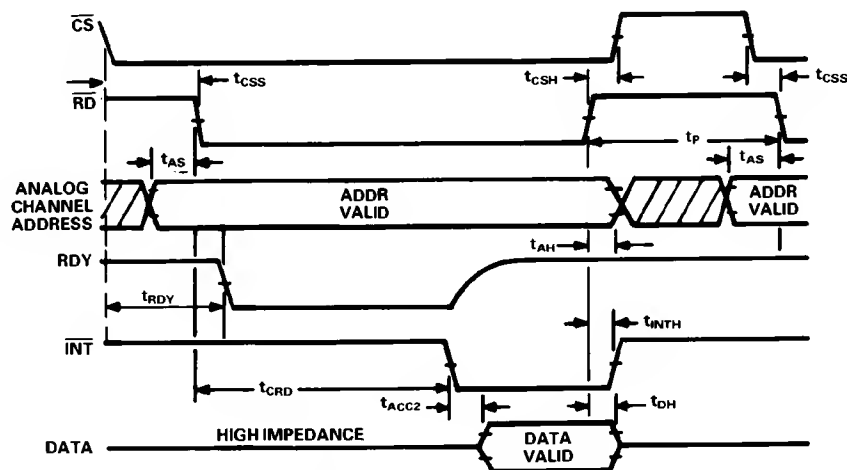 CS
tCSS
tCSH
tCSS
RD
tP
tAS
tAS
ANALOG
CHANNEL
ADDRESS
ADDR
VALID
ADDR
VALID
tAH
RDY
tRDY
tINTH
INT
tCRD
tACC2
tDH
DATA
HIGH IMPEDANCE
DATA
VALID